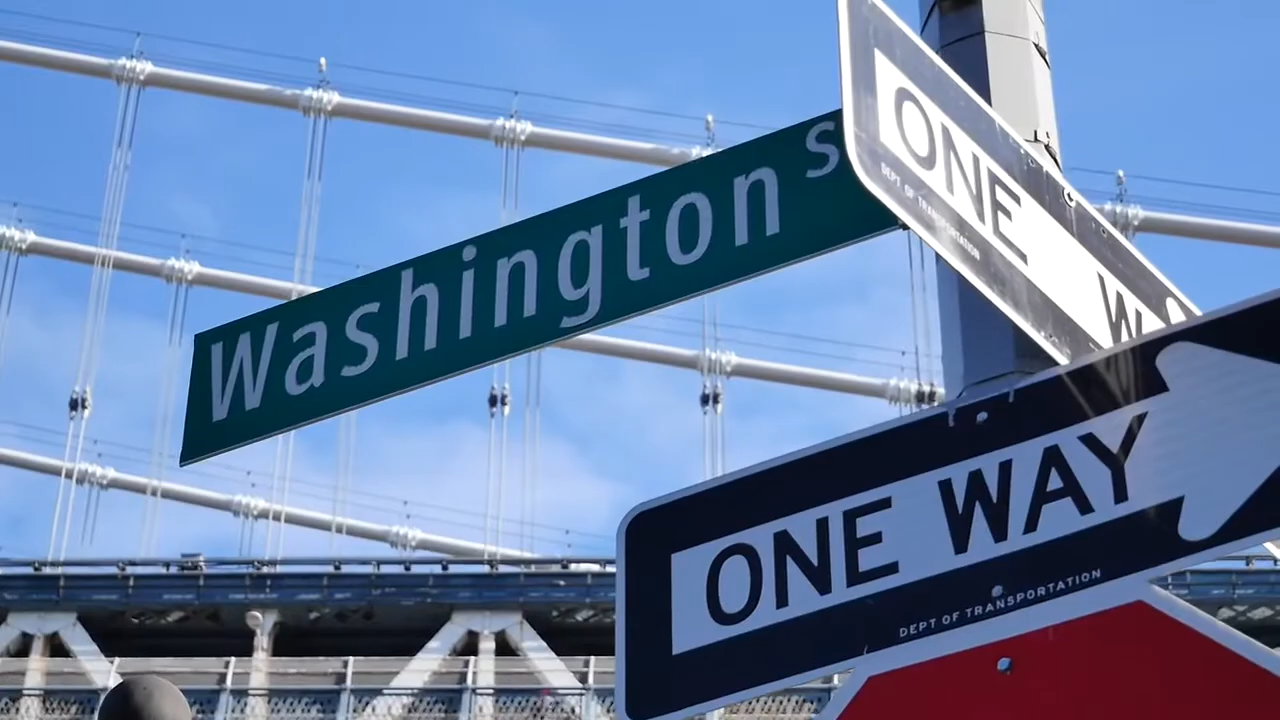 Washington S
ONE W
DEPT OF TRANSPORTATION
ONE WAY
DEPT OF TRANSPORTATION